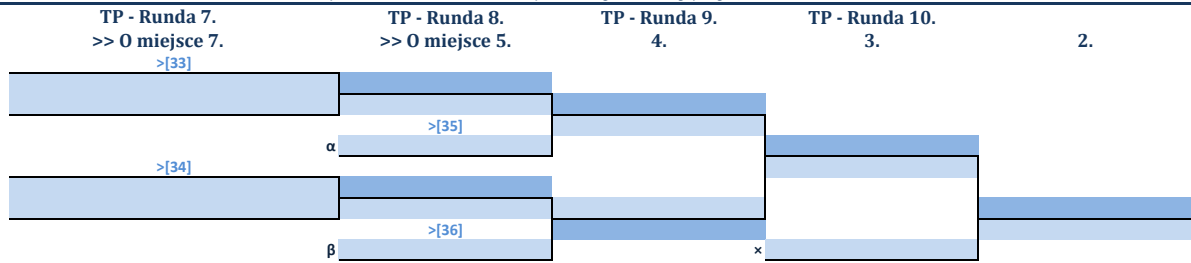 TP - Runda 7. TP - Runda 8. TP - Runda 9. TP - Runda 10.
>> O miejsce 7. >> O miejsce 5. 4. 3. 2.
>[33]
>[35]
α
>[34]
>[36]
β ×